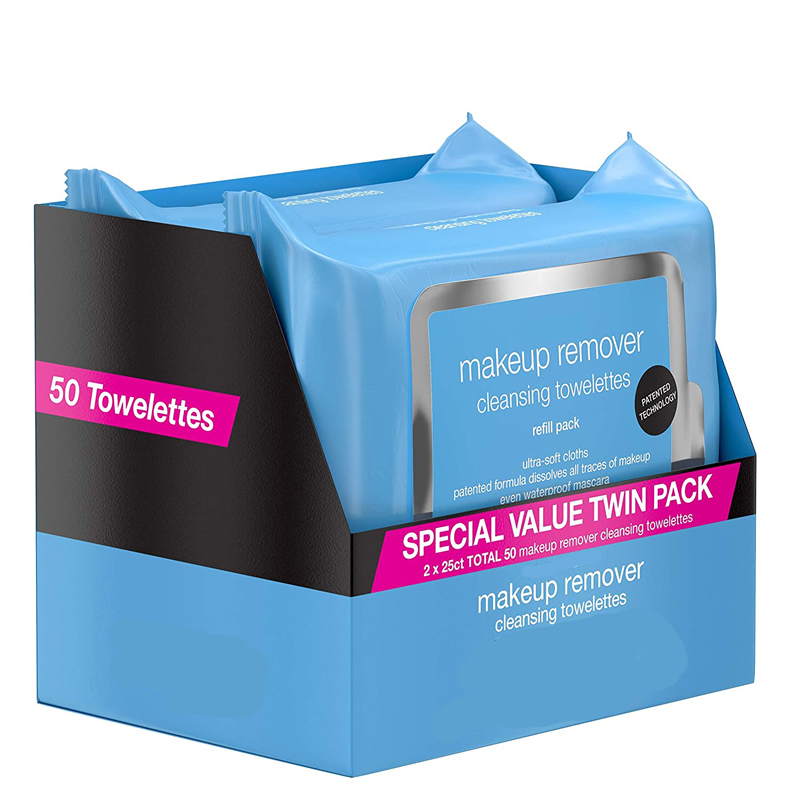 50 Towelettes
makeup remover
cleansing towelettes
PATENTED
TECHNOLOGY
refill pack
ultra-soft cloths
patented formula dissolves all traces of makeup
even waterproof mascara
SPECIAL VALUE TWIN PACK
2 x 25ct TOTAL 50 makeup remover cleansing towelettes
makeup remover
cleansing towelettes